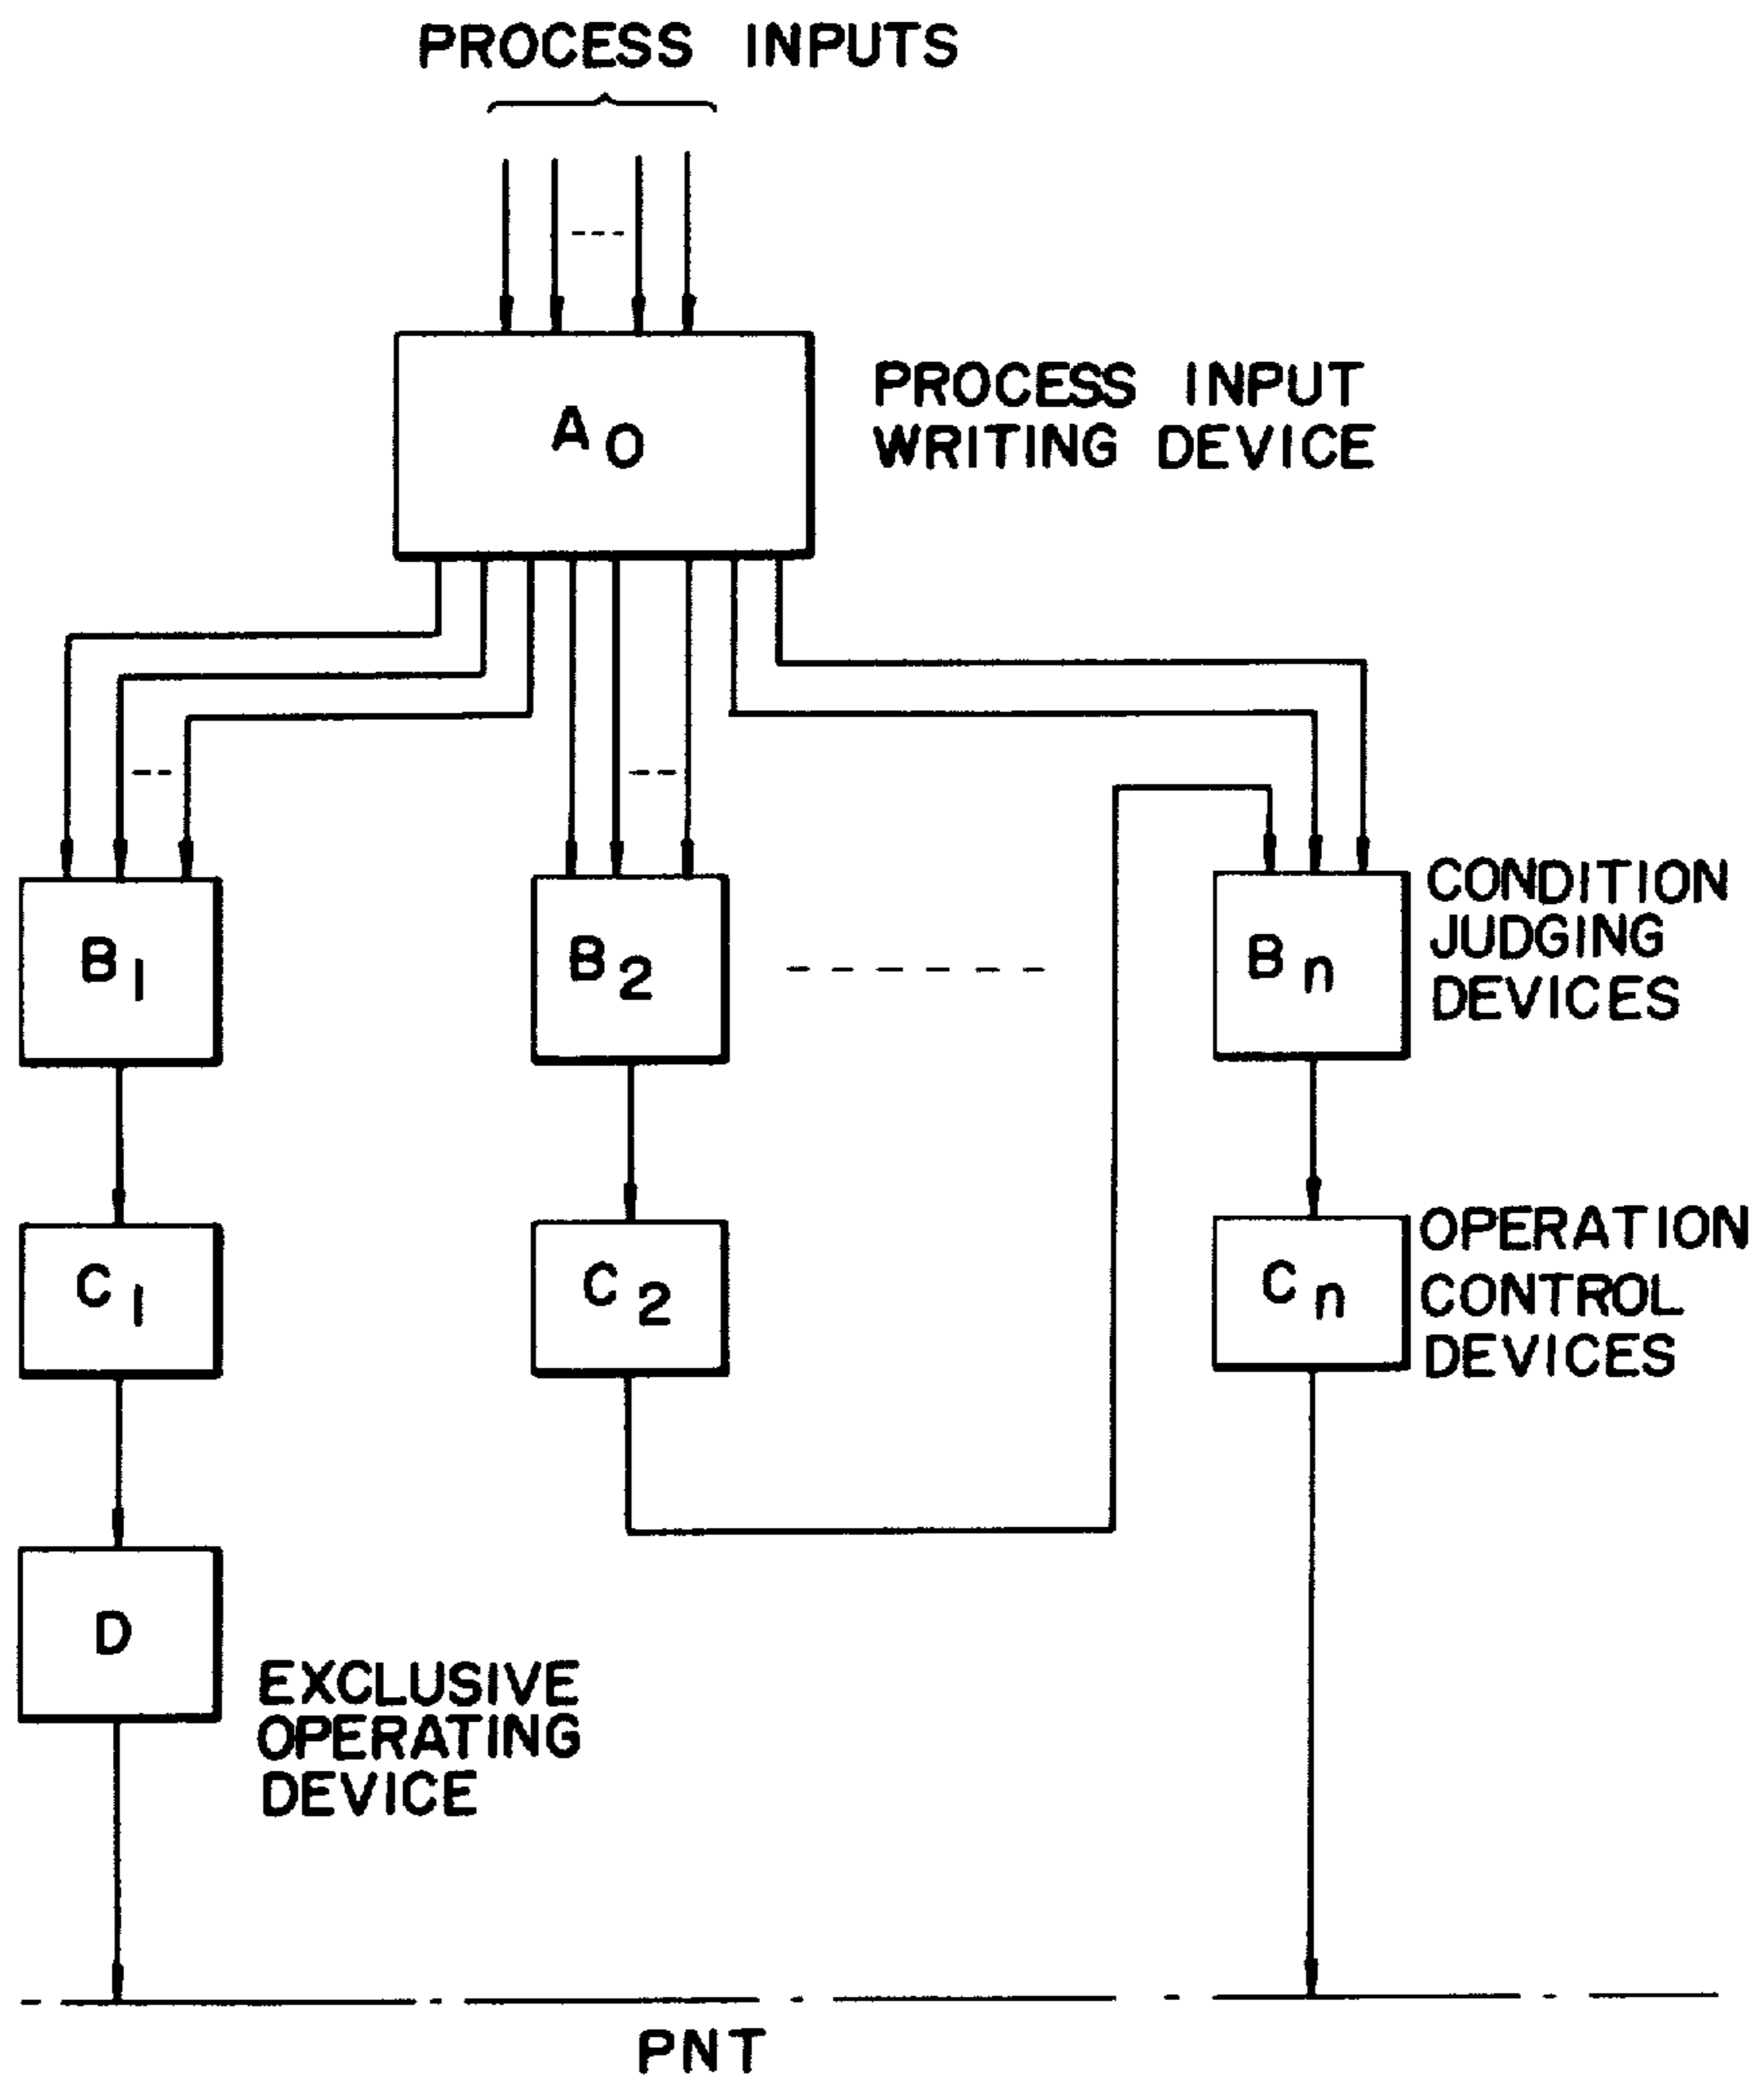 PROCESS INPUTS
A0
PROCESS INPUT
WRITING DEVICE
B1
B2
Bn
CONDITION
JUDGING
DEVICES
C1
C2
Cn
OPERATION
CONTROL
DEVICES
D
EXCLUSIVE
OPERATING
DEVICE
PNT